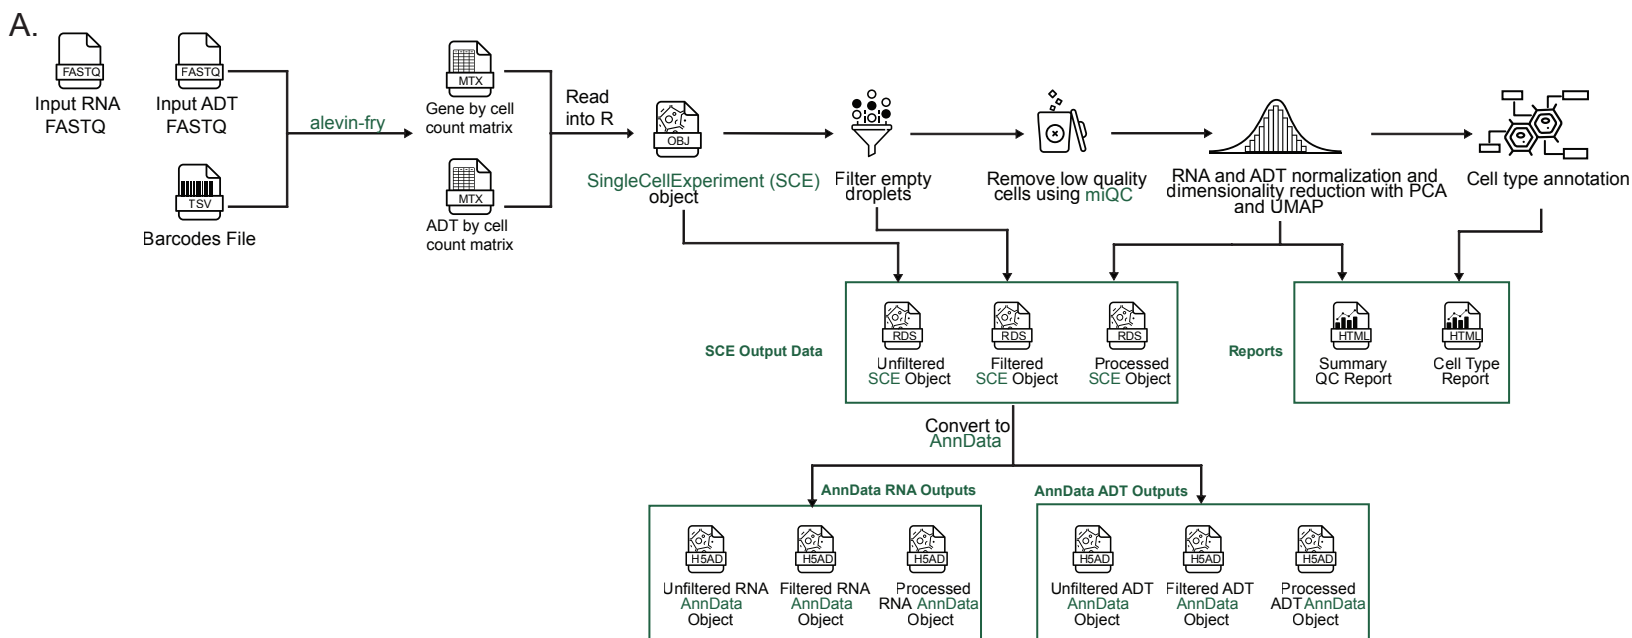 A.
FASTQ
Input RNA
FASTQ
FASTQ
Input ADT
FASTQ
TSV
Barcodes File
alevin-fry
MTX
Gene by cell
count matrix
MTX
ADT by cell
count matrix
Read
into R
OBJ
SingleCellExperiment (SCE)
object
Filter empty
droplets
Remove low quality
cells using miQC
RNA and ADT normalization and
dimensionality reduction with PCA
and UMAP
Cell type annotation
SCE Output Data
RDS
Unfiltered
SCE Object
RDS
Filtered
SCE Object
RDS
Processed
SCE Object
Reports
HTML
Summary
QC Report
HTML
Cell Type
Report
Convert to
AnnData
AnnData RNA Outputs
H5AD
Unfiltered RNA
AnnData
Object
H5AD
Filtered RNA
AnnData
Object
H5AD
Processed
RNA AnnData
Object
AnnData ADT Outputs
H5AD
Unfiltered ADT
AnnData
Object
H5AD
Filtered ADT
AnnData
Object
H5AD
Processed
ADT AnnData
Object